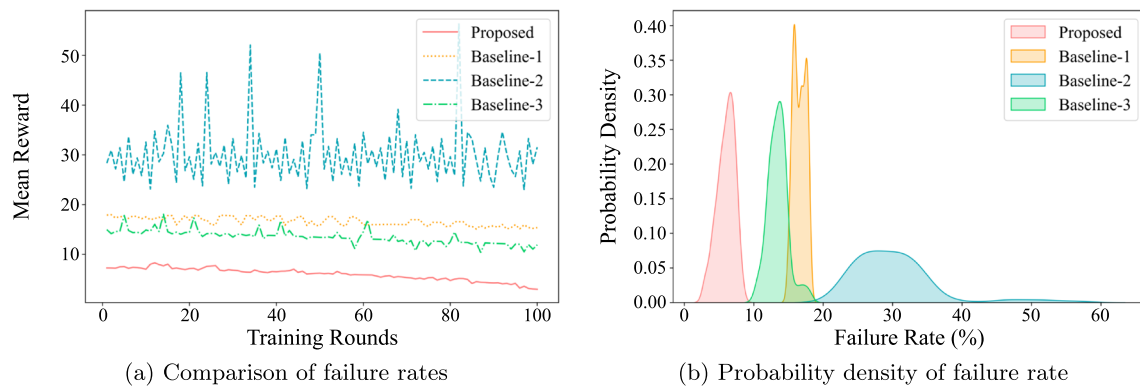 Mean Reward
50
40
30
20
10
0
20
40
60
80
100
Training Rounds
Proposed
Baseline-1
Baseline-2
Baseline-3
(a) Comparison of failure rates
Probability Density
0.40
0.35
0.30
0.25
0.20
0.15
0.10
0.05
0.00
0
10
20
30
40
50
60
Failure Rate (%)
Proposed
Baseline-1
Baseline-2
Baseline-3
(b) Probability density of failure rate